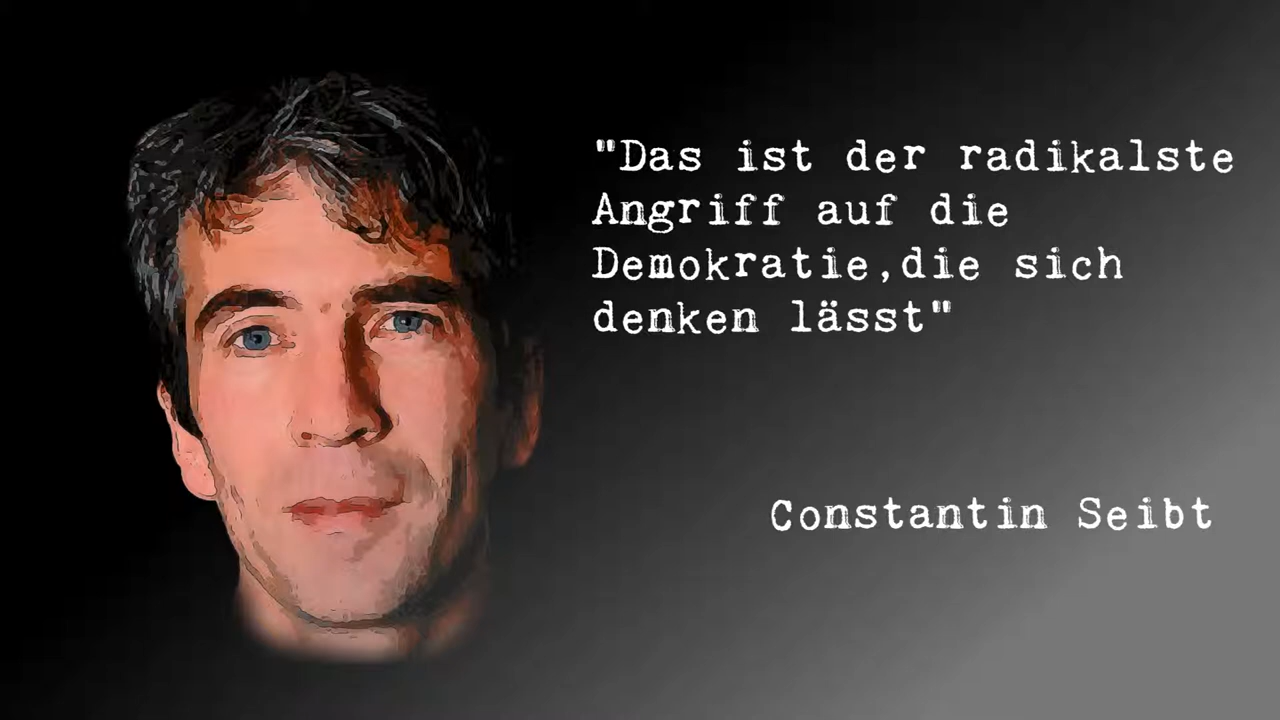 "Das ist der radikalste
Angriff auf die
Demokratie,die sich
denken lässt"
Constantin Seibt